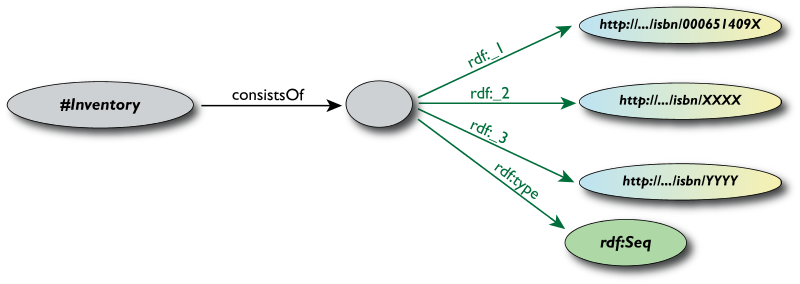 http://.../isbn/000651409X
rdf:_1
consistsOf
#Inventory
rdf:_2
http://.../isbn/XXXX
rdf:_3
http://.../isbn/YYYY
rdf:type
rdf:Seq